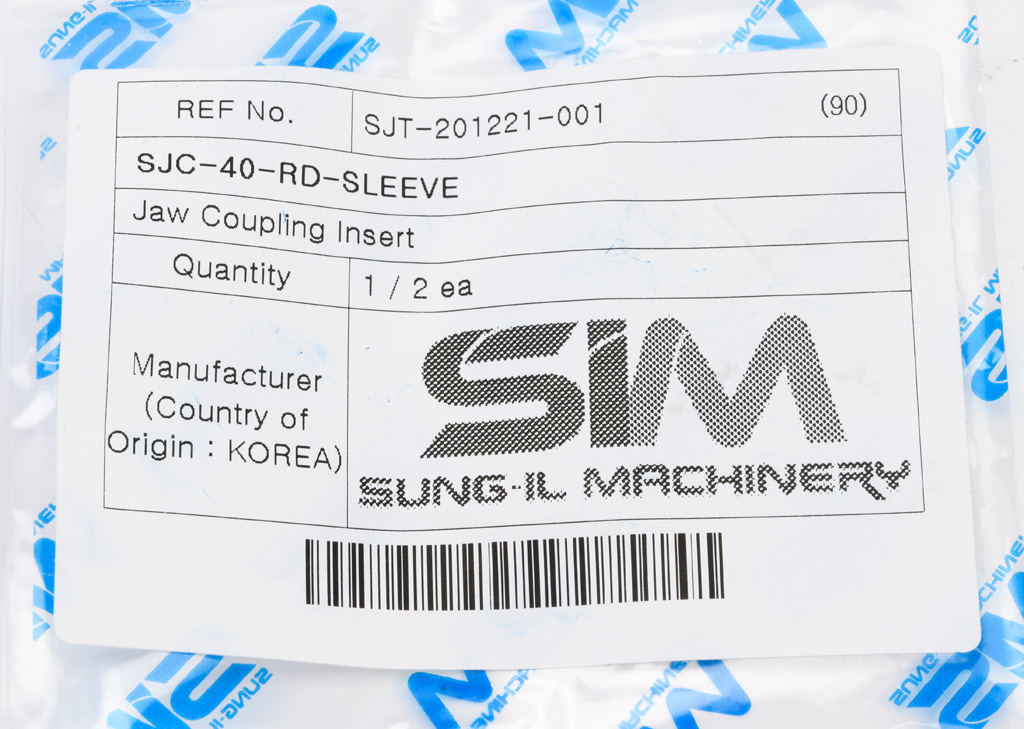 REF No. SJT-201221-001 (90)
SJC-40-RD-SLEEVE
Jaw Coupling Insert
Quantity 1 / 2 ea
Manufacturer
(Country of
Origin : KOREA)
SIM
SUNG-IL MACHINERY